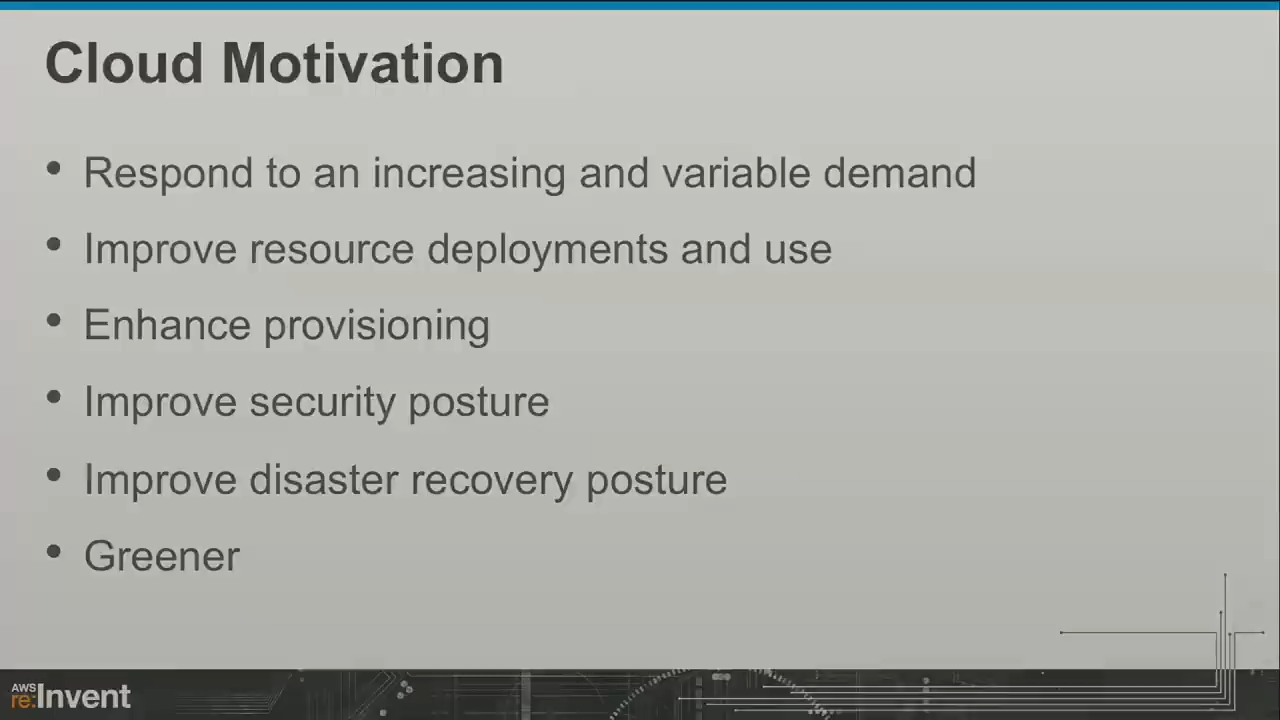 Cloud Motivation
• Respond to an increasing and variable demand
• Improve resource deployments and use
• Enhance provisioning
• Improve security posture
• Improve disaster recovery posture
• Greener
AWS
re:Invent